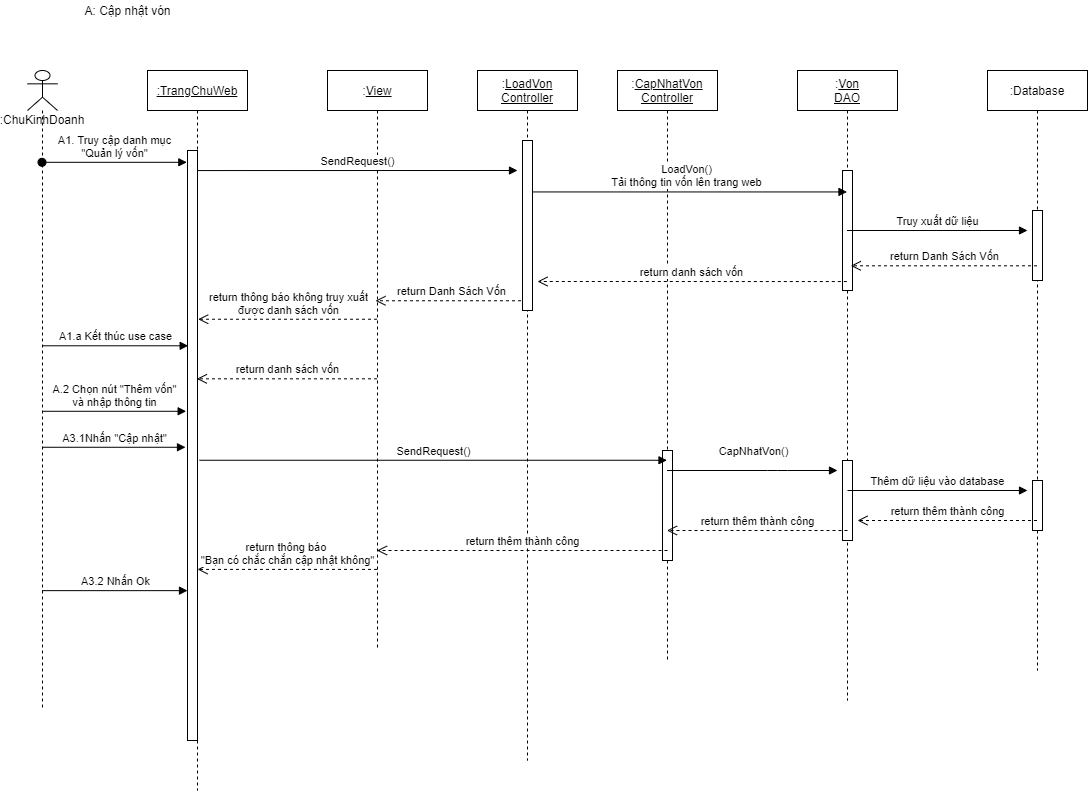 A: Cập nhật vốn
:ChuKinhDoanh
:TrangChuWeb
:View
:LoadVon
Controller
:CapNhatVon
Controller
:Von
DAO
:Database
A1. Truy cập danh mục
"Quản lý vốn"
SendRequest()
LoadVon()
Tải thông tin vốn lên trang web
Truy xuất dữ liệu
return Danh Sách Vốn
return danh sách vốn
return Danh Sách Vốn
return thông báo không truy xuất
được danh sách vốn
A1.a Kết thúc use case
return danh sách vốn
A.2 Chọn nút "Thêm vốn"
và nhập thông tin
A3.1Nhấn "Cập nhật"
SendRequest()
CapNhatVon()
Thêm dữ liệu vào database
return thêm thành công
return thêm thành công
return thêm thành công
return thông báo
"Bạn có chắc chắn cập nhật không"
A3.2 Nhấn Ok